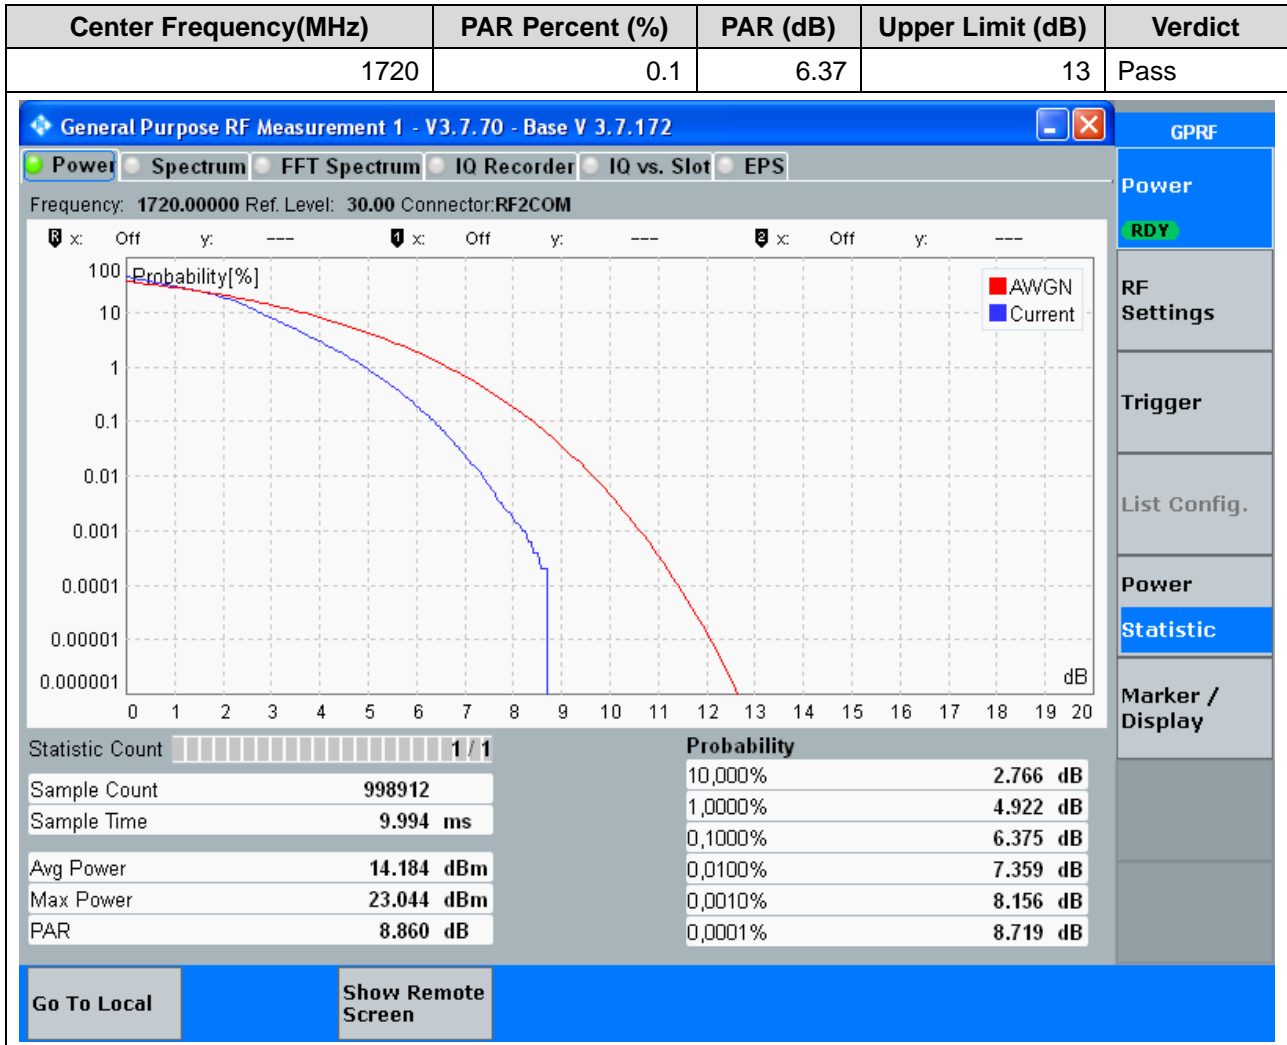 Center Frequency(MHz) PAR Percent (%) PAR (dB) Upper Limit (dB) Verdict
1720 0.1 6.37 13 Pass
General Purpose RF Measurement 1 - V3.7.70 - Base V 3.7.172
GPRF
Power Spectrum FFT Spectrum IQ Recorder IQ vs. Slot EPS
Frequency: 1720.00000 Ref. Level: 30.00 Connector:RF2COM
R x: Off y: --- 1 x: Off y: --- 2 x: Off y: ---
Probability[%]
AWGN
Current
100
10
1
0.1
0.01
0.001
0.0001
0.00001
0.000001
dB
0 1 2 3 4 5 6 7 8 9 10 11 12 13 14 15 16 17 18 19 20
Statistic Count 1 / 1
Sample Count 998912
Sample Time 9.994 ms
Avg Power 14.184 dBm
Max Power 23.044 dBm
PAR 8.860 dB
Probability
10,000% 2.766 dB
1,0000% 4.922 dB
0,1000% 6.375 dB
0,0100% 7.359 dB
0,0010% 8.156 dB
0,0001% 8.719 dB
Power
RDY
RF
Settings
Trigger
List Config.
Power
Statistic
Marker /
Display
Go To Local
Show Remote
Screen